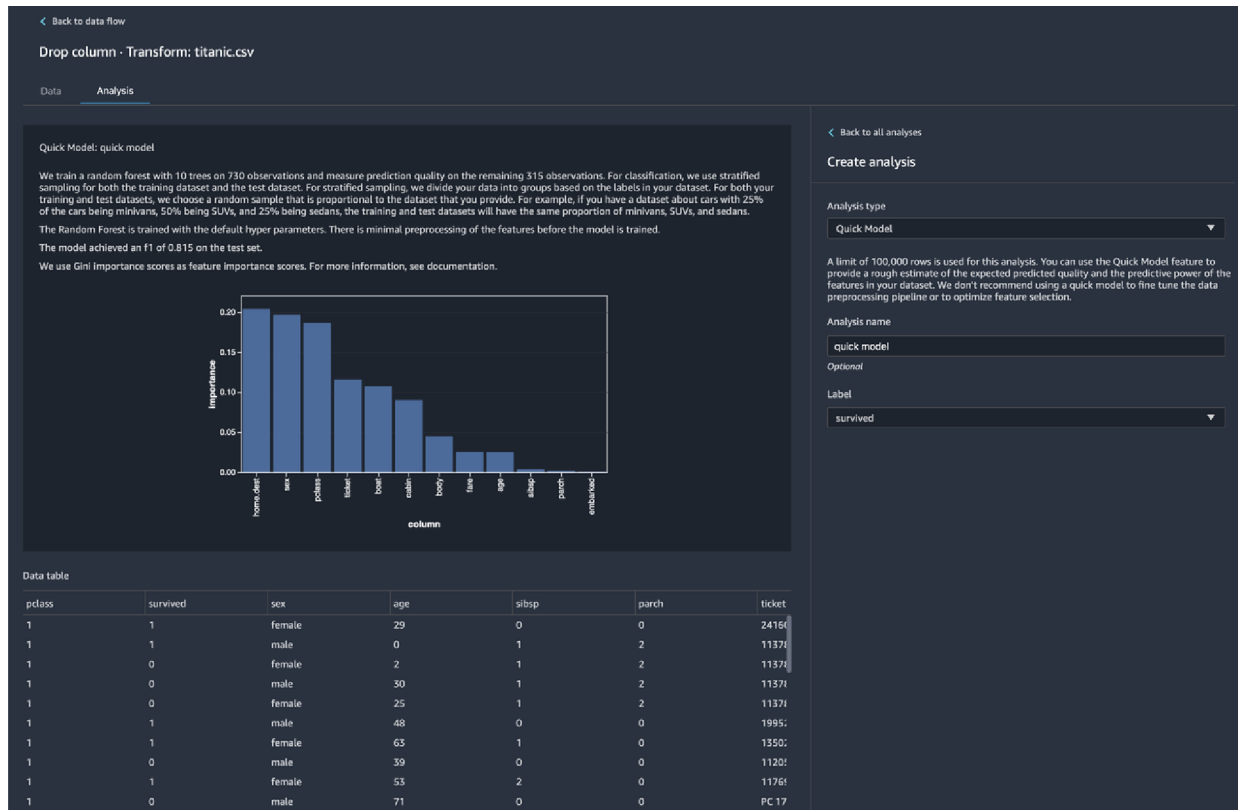 Back to data flow
Drop column · Transform: titanic.csv
Data Analysis
Quick Model: quick model
We train a random forest with 10 trees on 730 observations and measure prediction quality on the remaining 315 observations. For classification, we use stratified
sampling for both the training dataset and the test dataset. For stratified sampling, we divide your data into groups based on the labels in your dataset. For both your
training and test datasets, we choose a random sample that is proportional to the dataset that you provide. For example, if you have a dataset about cars with 25%
of the cars being minivans, 50% being SUVs, and 25% being sedans, the training and test datasets will have the same proportion of minivans, SUVs, and sedans.
The Random Forest is trained with the default hyper parameters. There is minimal preprocessing of the features before the model is trained.
The model achieved an f1 of 0.815 on the test set.
We use Gini importance scores as feature importance scores. For more information, see documentation.
0.20
0.15
0.10
0.05
0.00
importance
home.dest
sex
pclass
ticket
boat
cabin
body
fare
age
sibsp
parch
embarked
column
Data table
pclass survived sex age sibsp parch ticket
1 1 female 29 0 0 2416
1 1 male 0 1 2 1137
1 0 female 2 1 2 1137
1 0 male 30 1 2 1137
1 0 female 25 1 2 1137
1 1 male 48 0 0 1995
1 1 female 63 1 0 1350
1 0 male 39 0 0 1120
1 1 female 53 2 0 1176
1 0 male 71 0 0 PC 17
Back to all analyses
Create analysis
Analysis type
Quick Model
A limit of 100,000 rows is used for this analysis. You can use the Quick Model feature to
provide a rough estimate of the expected predicted quality and the predictive power of the
features in your dataset. We don't recommend using a quick model to fine tune the data
preprocessing pipeline or to optimize feature selection.
Analysis name
quick model
Optional
Label
survived